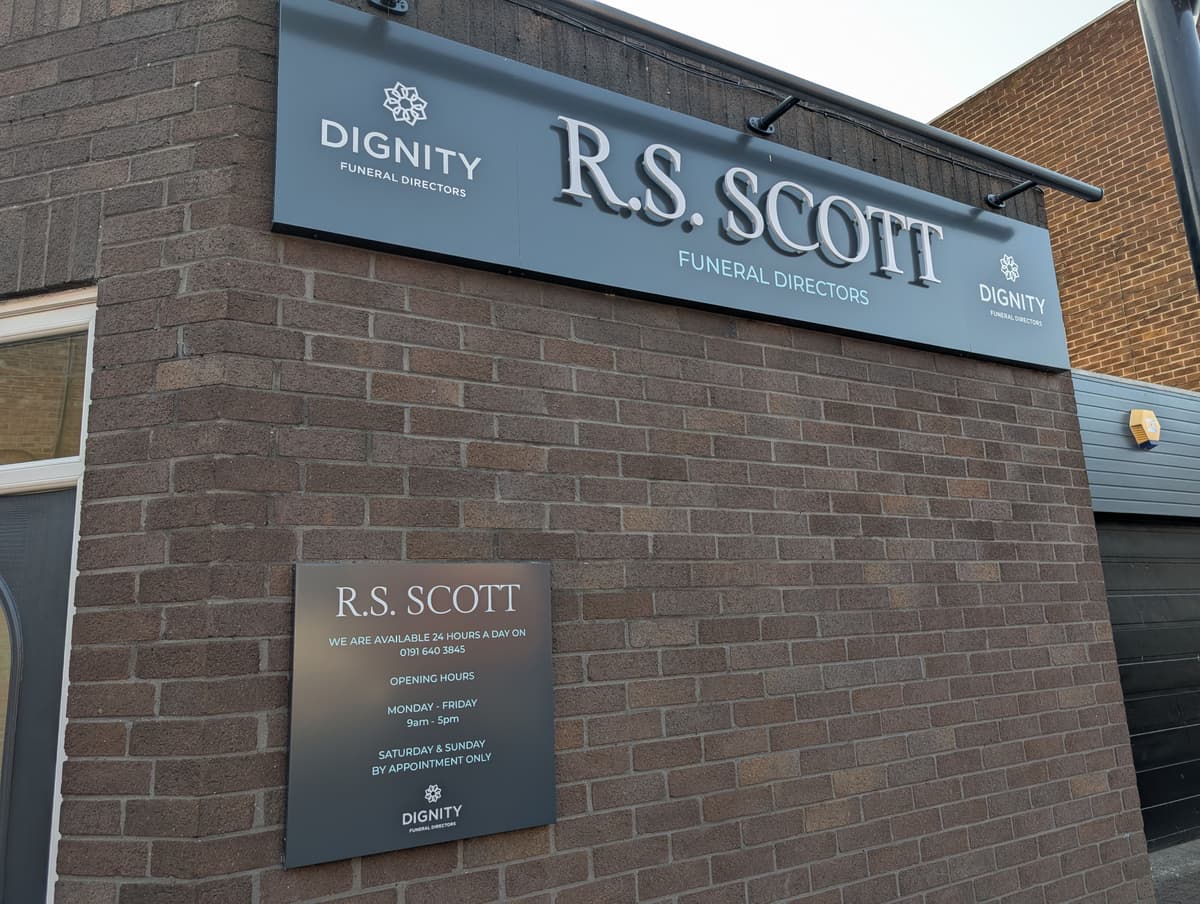 DIGNITY
FUNERAL DIRECTORS
R.S. SCOTT
FUNERAL DIRECTORS
DIGNITY
FUNERAL DIRECTORS
R.S. SCOTT
WE ARE AVAILABLE 24 HOURS A DAY ON
0191 640 3845
OPENING HOURS
MONDAY - FRIDAY
9am - 5pm
SATURDAY & SUNDAY
BY APPOINTMENT ONLY
DIGNITY
FUNERAL DIRECTORS